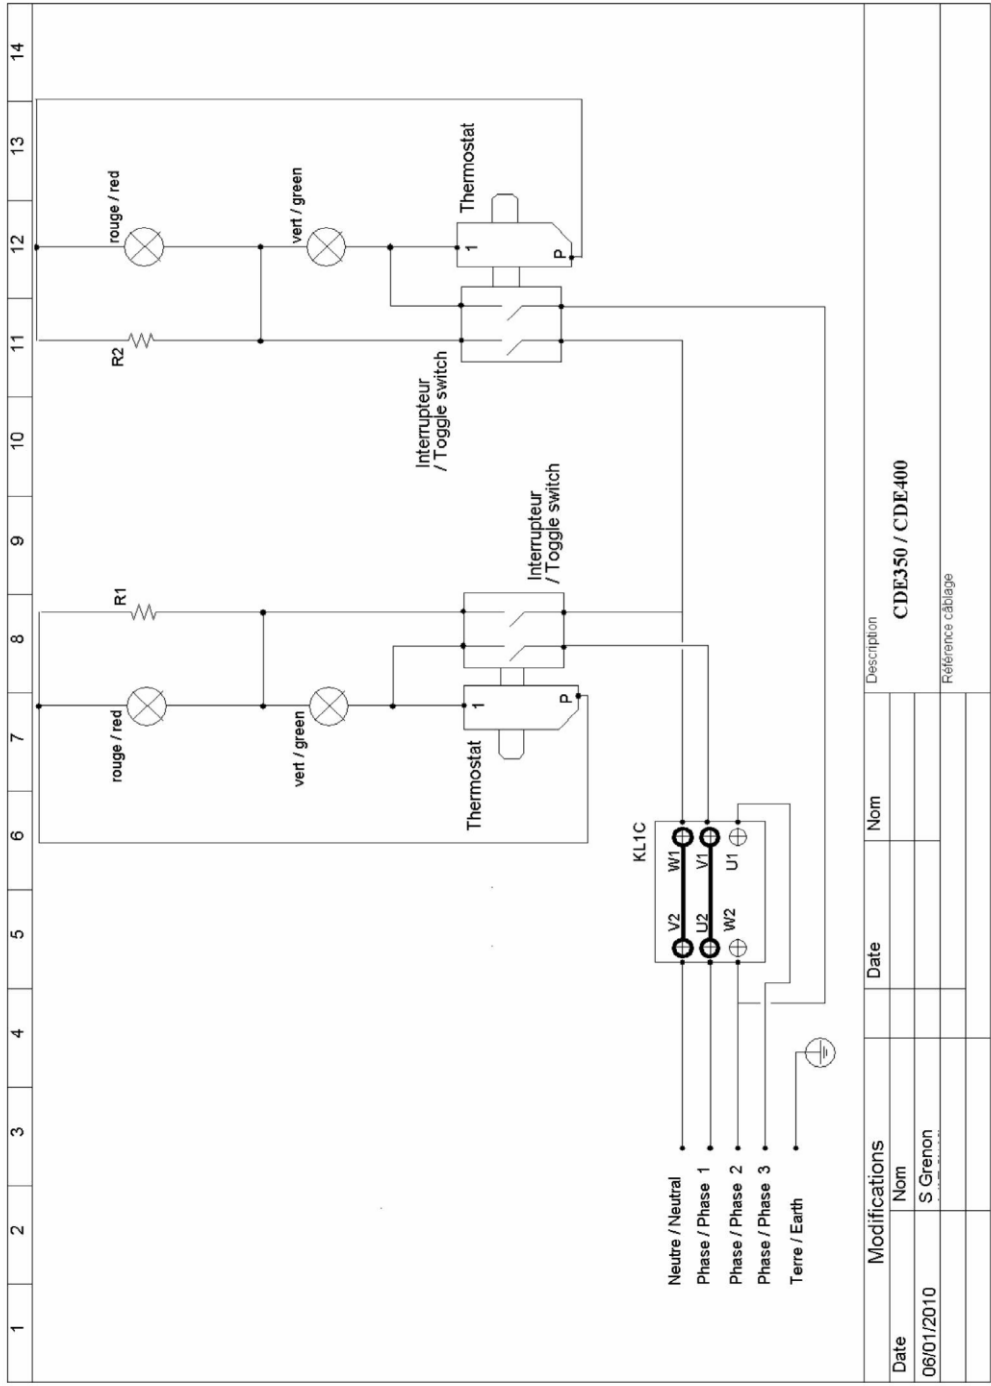 1 2 3 4 5 6 7 8 9 10 11 12 13 14
rouge / red
R1
R2
rouge / red
vert / green
vert / green
1
P
Thermostat
Interrupteur
/ Toggle switch
Interrupteur
/ Toggle switch
1
P
Thermostat
KL1C
V2 W1
U2 V1
W2 U1
Neutre / Neutral
Phase / Phase 1
Phase / Phase 2
Phase / Phase 3
Terre / Earth
Modifications
Date Nom
06/01/2010 S Grenon
Date Nom
Description
CDE350 / CDE400
Référence câblage